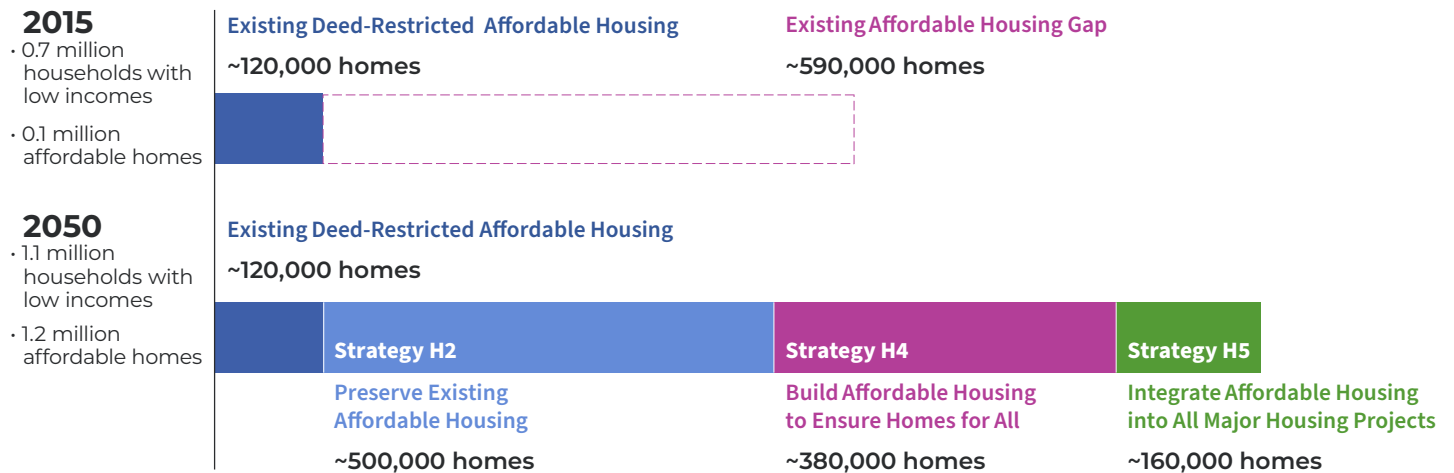 2015
· 0.7 million
households with
low incomes
· 0.1 million
affordable homes
Existing Deed-Restricted Affordable Housing
~120,000 homes
Existing Affordable Housing Gap
~590,000 homes
2050
· 1.1 million
households with
low incomes
· 1.2 million
affordable homes
Existing Deed-Restricted Affordable Housing
~120,000 homes
Strategy H2
Preserve Existing
Affordable Housing
~500,000 homes
Strategy H4
Build Affordable Housing
to Ensure Homes for All
~380,000 homes
Strategy H5
Integrate Affordable Housing
into All Major Housing Projects
~160,000 homes